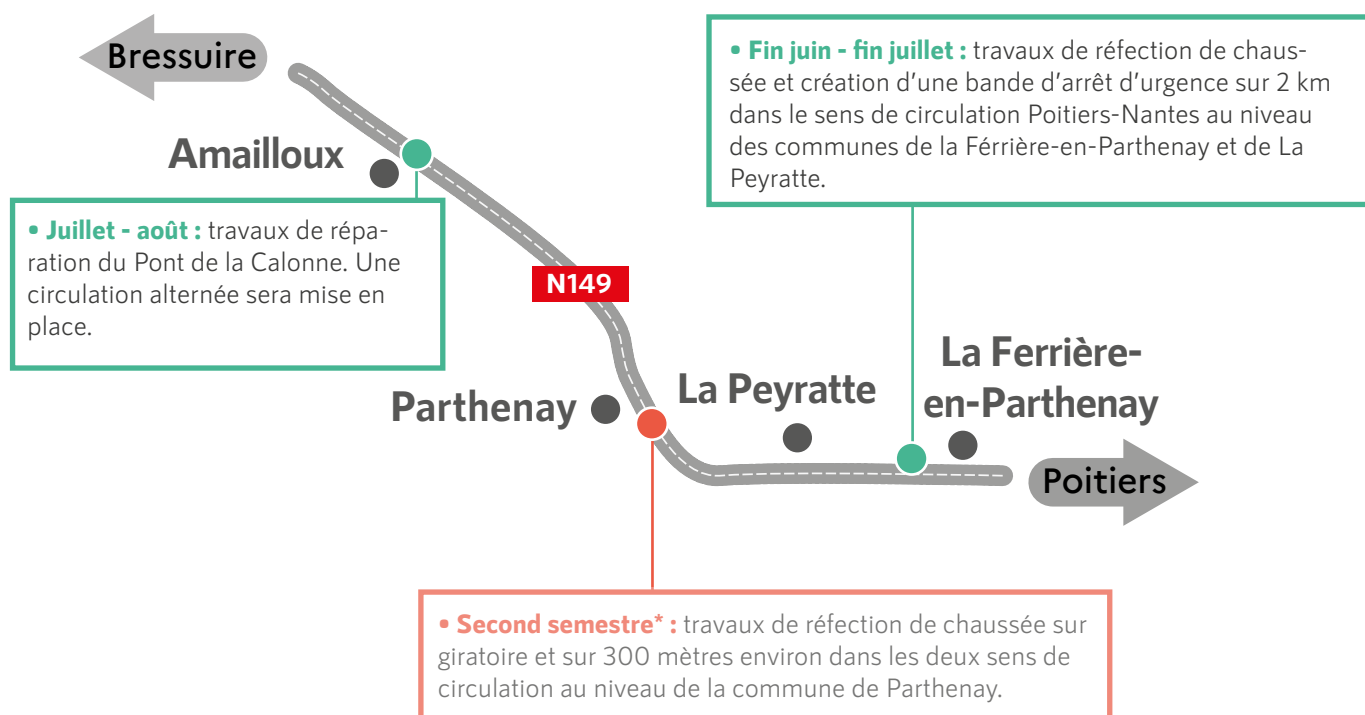 Bressuire
• Fin juin - fin juillet : travaux de réfection de chaus-
sée et création d'une bande d'arrêt d'urgence sur 2 km
dans le sens de circulation Poitiers-Nantes au niveau
des communes de la Férrière-en-Parthenay et de La
Peyratte.
Amailloux
• Juillet - août : travaux de répa-
ration du Pont de la Calonne. Une
circulation alternée sera mise en
place.
N149
La Ferrière-
en-Parthenay
La Peyratte
Parthenay
Poitiers
• Second semestre* : travaux de réfection de chaussée sur
giratoire et sur 300 mètres environ dans les deux sens de
circulation au niveau de la commune de Parthenay.